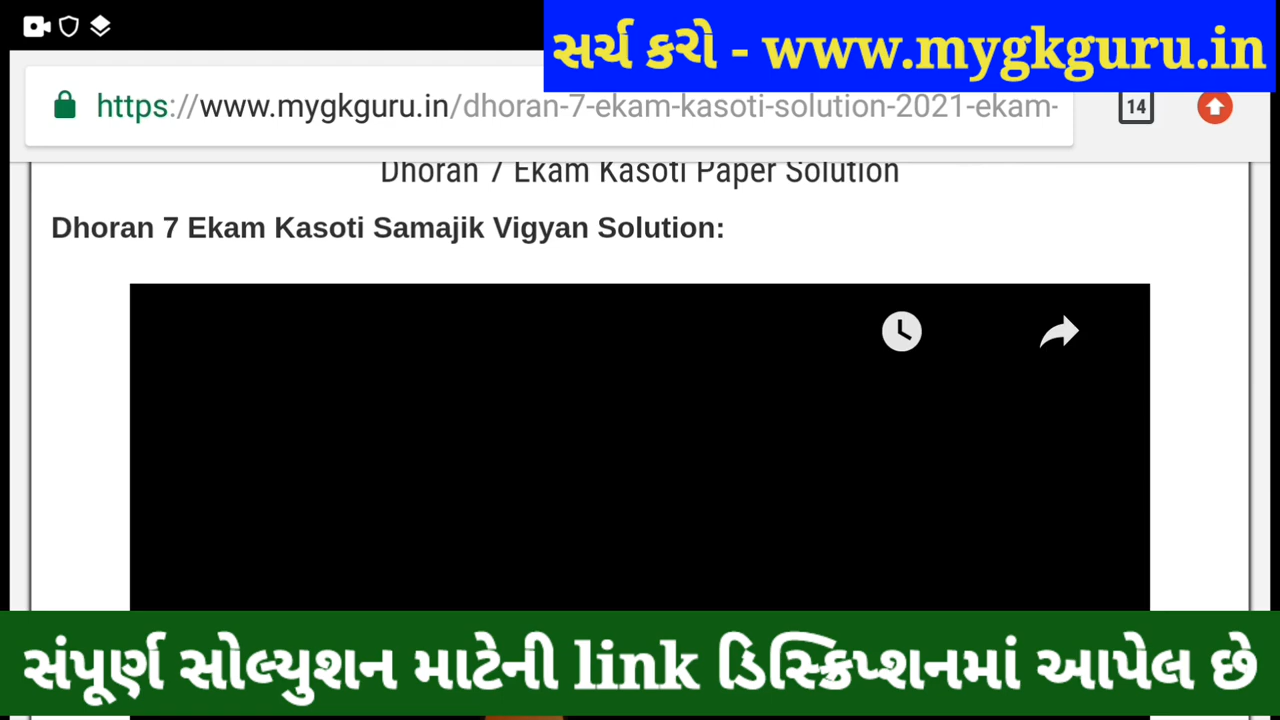 સર્ચ કરો - www.mygkguru.in
https://www.mygkguru.in/dhoran-7-ekam-kasoti-solution-2021-ekam-
14
Dhoran 7 Ekam Kasoti Paper Solution
Dhoran 7 Ekam Kasoti Samajik Vigyan Solution:
સંપૂર્ણ સોલ્યુશન માટેની link ડિસ્ક્રિપ્શનમાં આપેલ છે